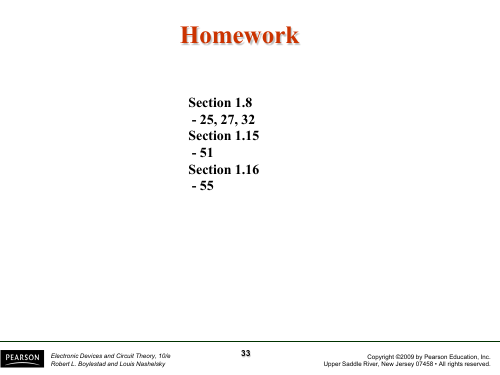 Homework
Section 1.8
- 25, 27, 32
Section 1.15
- 51
Section 1.16
- 55
PEARSON
Electronic Devices and Circuit Theory, 10/e
Robert L. Boylestad and Louis Nashelsky
33
Copyright ©2009 by Pearson Education, Inc.
Upper Saddle River, New Jersey 07458 • All rights reserved.